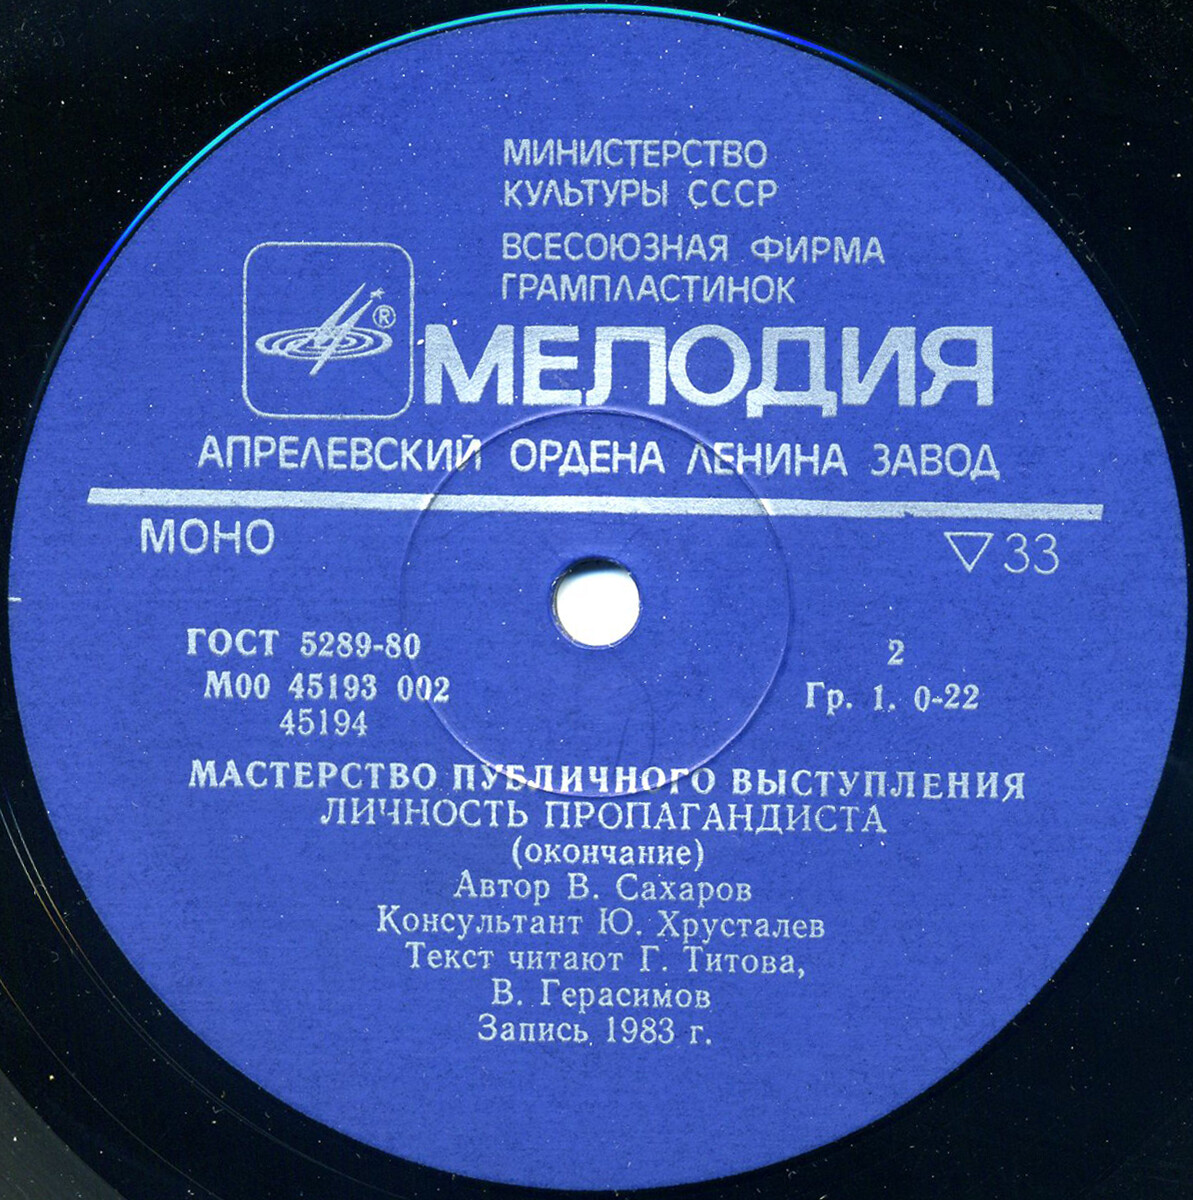 МИНИСТЕРСТВО
КУЛЬТУРЫ СССР
ВСЕСОЮЗНАЯ ФИРМА
ГРАМПЛАСТИНОК
®
МЕЛОДИЯ
АПРЕЛЕВСКИЙ ОРДЕНА ЛЕНИНА ЗАВОД
МОНО
▽33
ГОСТ 5289-80
М00 45193 002
45194
2
Гр. 1. 0-22
МАСТЕРСТВО ПУБЛИЧНОГО ВЫСТУПЛЕНИЯ
ЛИЧНОСТЬ ПРОПАГАНДИСТА
(окончание)
Автор В. Сахаров
Консультант Ю. Хрусталев
Текст читают Г. Титова,
В. Герасимов
Запись 1983 г.